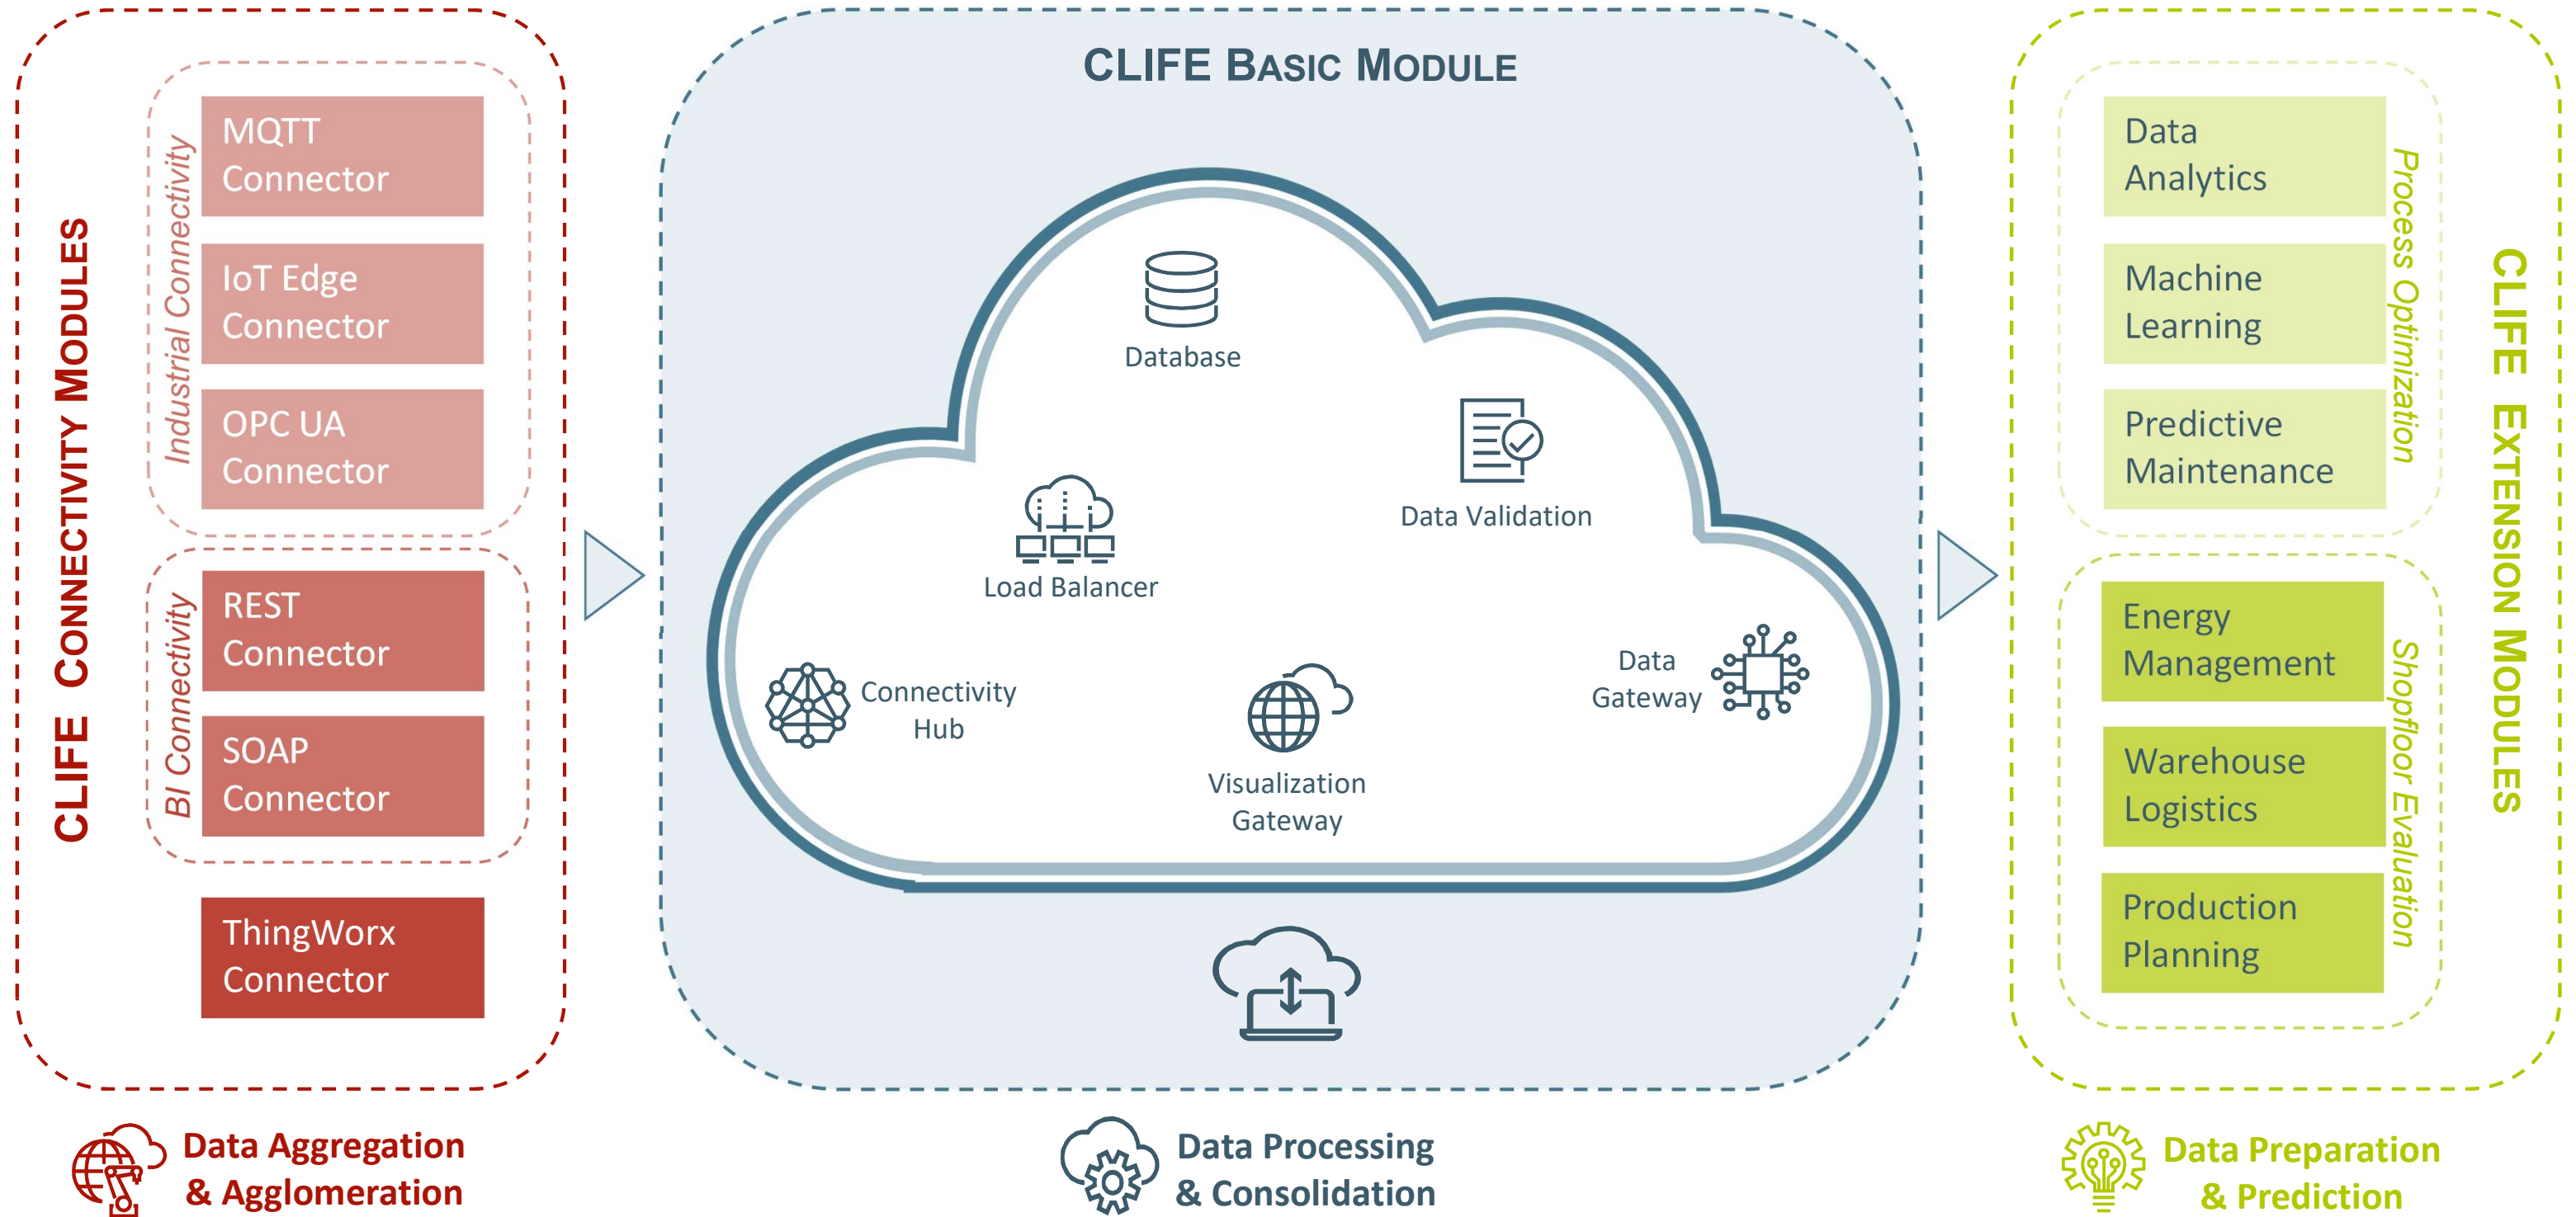 CLIFE CONNECTIVITY MODULES
Industrial Connectivity
MQTT
Connector
IoT Edge
Connector
OPC UA
Connector
BI Connectivity
REST
Connector
SOAP
Connector
ThingWorx
Connector
Data Aggregation
& Agglomeration
CLIFE BASIC MODULE
Database
Data Validation
Load Balancer
Connectivity
Hub
Visualization
Gateway
Data
Gateway
Data Processing
& Consolidation
CLIFE EXTENSION MODULES
Process Optimization
Data
Analytics
Machine
Learning
Predictive
Maintenance
Shopfloor Evaluation
Energy
Management
Warehouse
Logistics
Production
Planning
Data Preparation
& Prediction